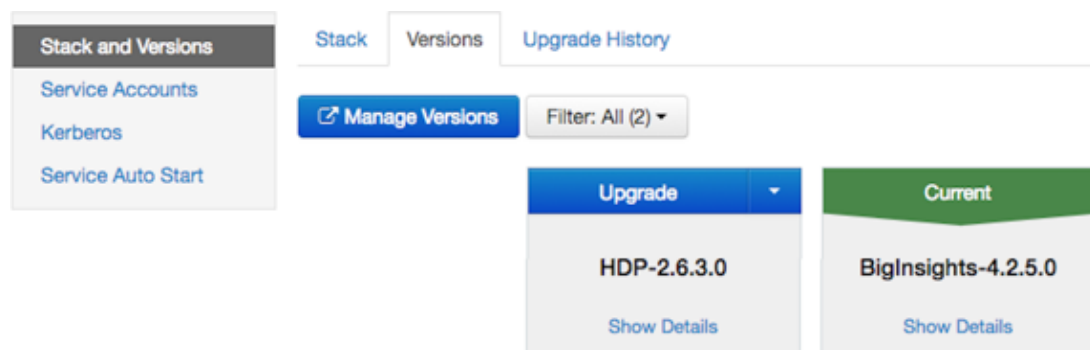 Stack and Versions
Service Accounts
Kerberos
Service Auto Start
Stack Versions Upgrade History
Manage Versions Filter: All (2)
Upgrade Current
HDP-2.6.3.0 BigInsights-4.2.5.0
Show Details Show Details